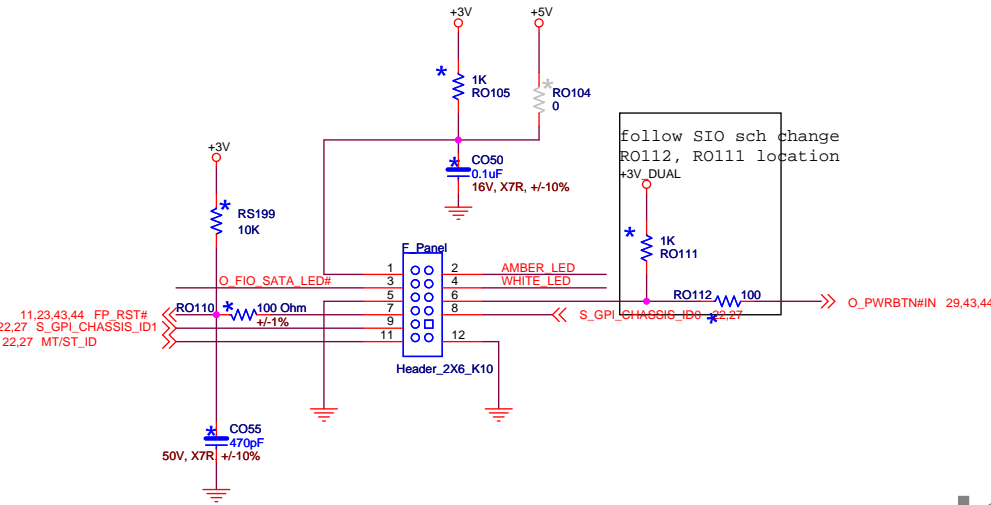 +3V
+5V
*
1K
RO105
*
RO104
0
follow SIO sch change
RO112, RO111 location
+3V_DUAL
+3V
*
CO50
0.1uF
16V, X7R, +/-10%
*
RS199
10K
*
1K
RO111
F_Panel
1
2
AMBER_LED
O_FIO_SATA_LED#
3
4
WHITE_LED
5
6
RO112
100
*
O_PWRBTN#IN 29,43,44
RO110
*
100 Ohm
+/-1%
11,23,43,44 FP_RST#
7
8
S_GPI_CHASSIS_ID0 22,27
22,27 S_GPI_CHASSIS_ID1
9
22,27 MT/ST_ID
11
12
Header_2X6_K10
*
CO55
470pF
50V, X7R, +/-10%